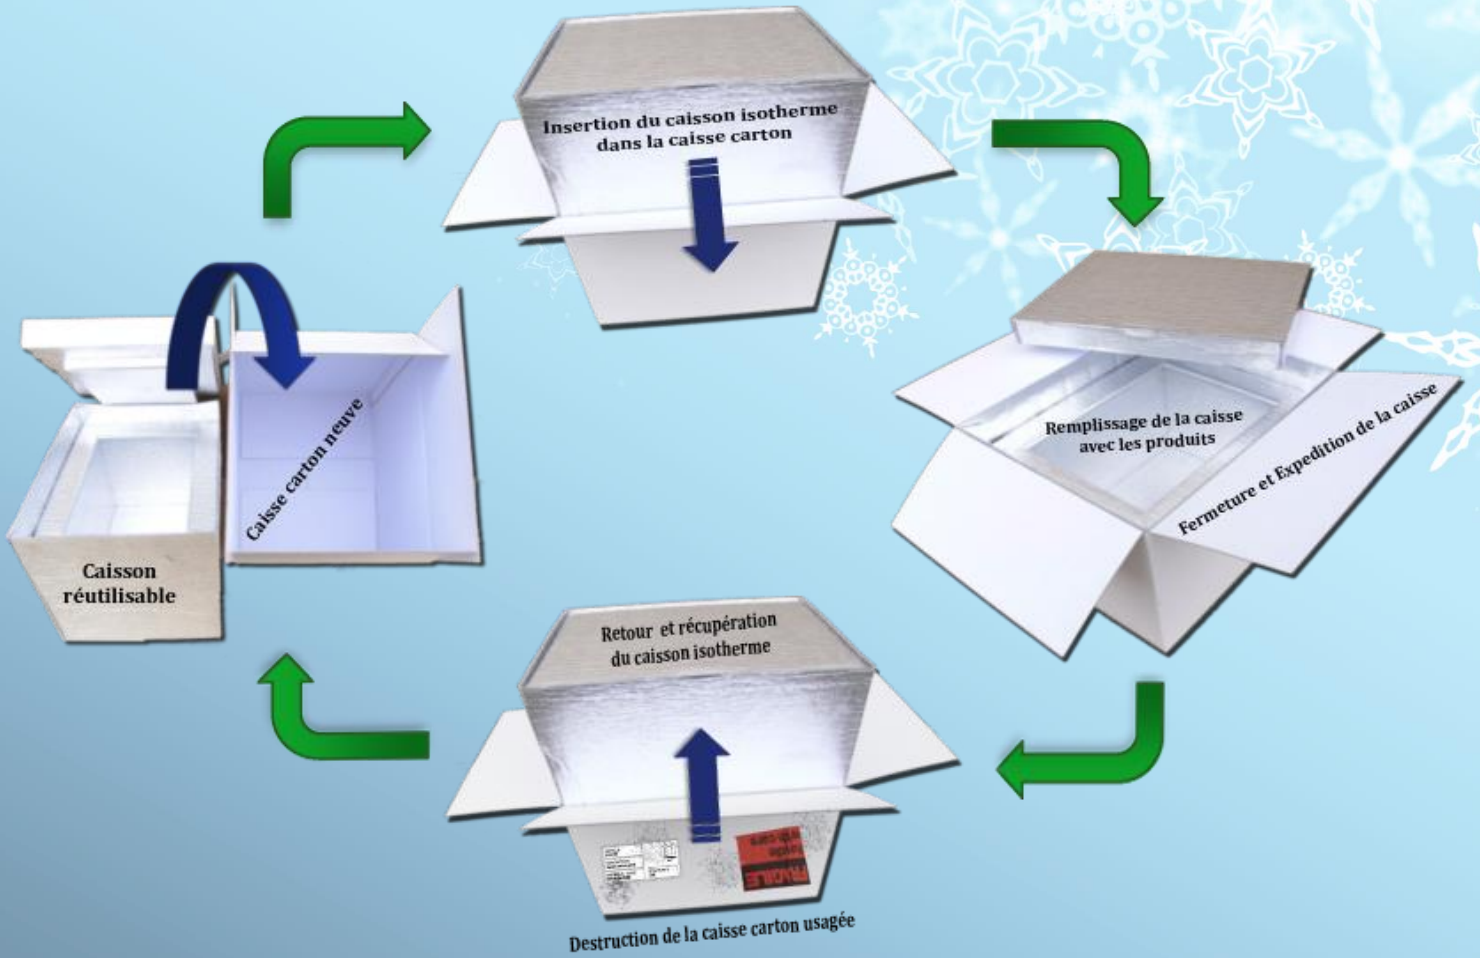 Insertion du caisson isotherme
dans la caisse carton
Caisse carton neuve
Caisson
réutilisable
Remplissage de la caisse
avec les produits
Fermeture et Expedition de la caisse
Retour et récupération
du caisson isotherme
FRAGILE
Destruction de la caisse carton usagée